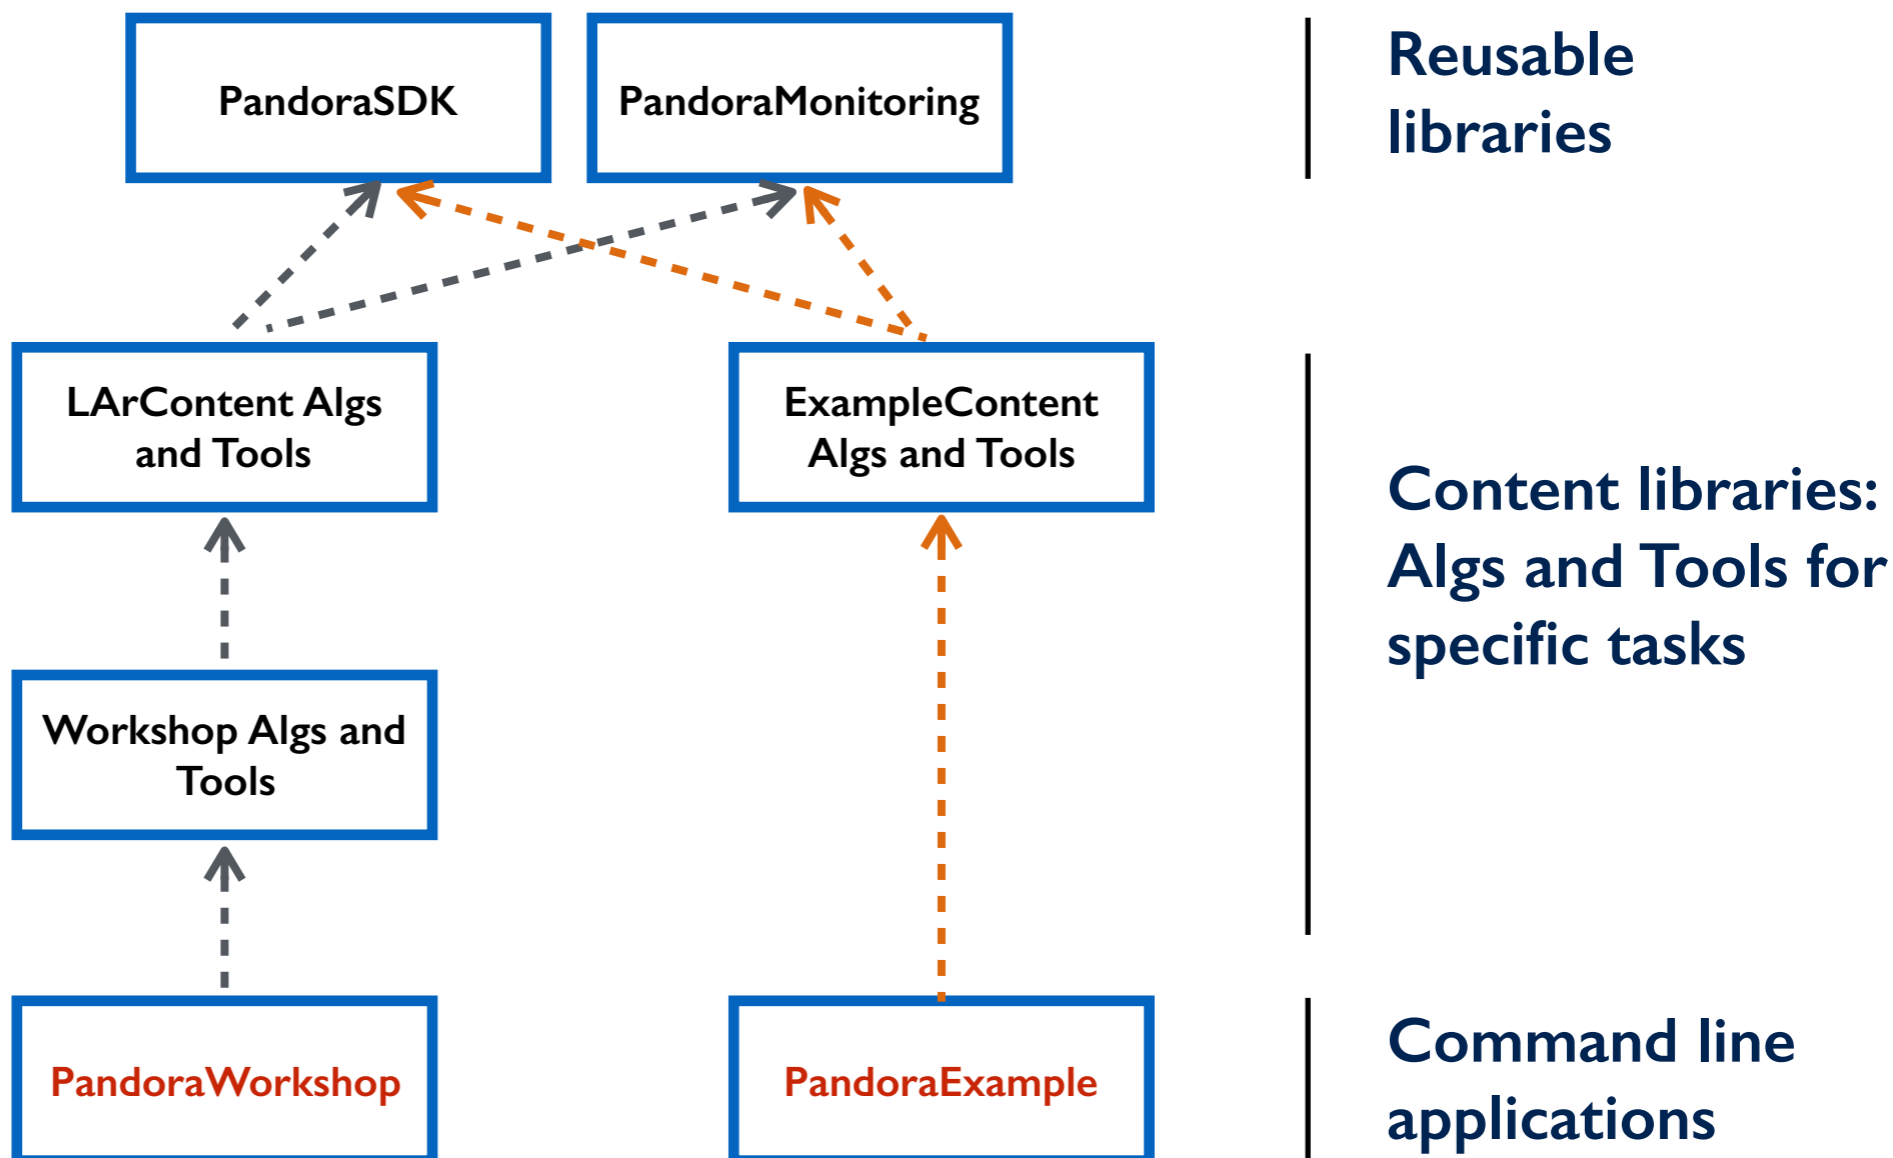 PandoraSDK
PandoraMonitoring
Reusable
libraries
LArContent Algs
and Tools
ExampleContent
Algs and Tools
Content libraries:
Algs and Tools for
specific tasks
Workshop Algs and
Tools
PandoraWorkshop
PandoraExample
Command line
applications